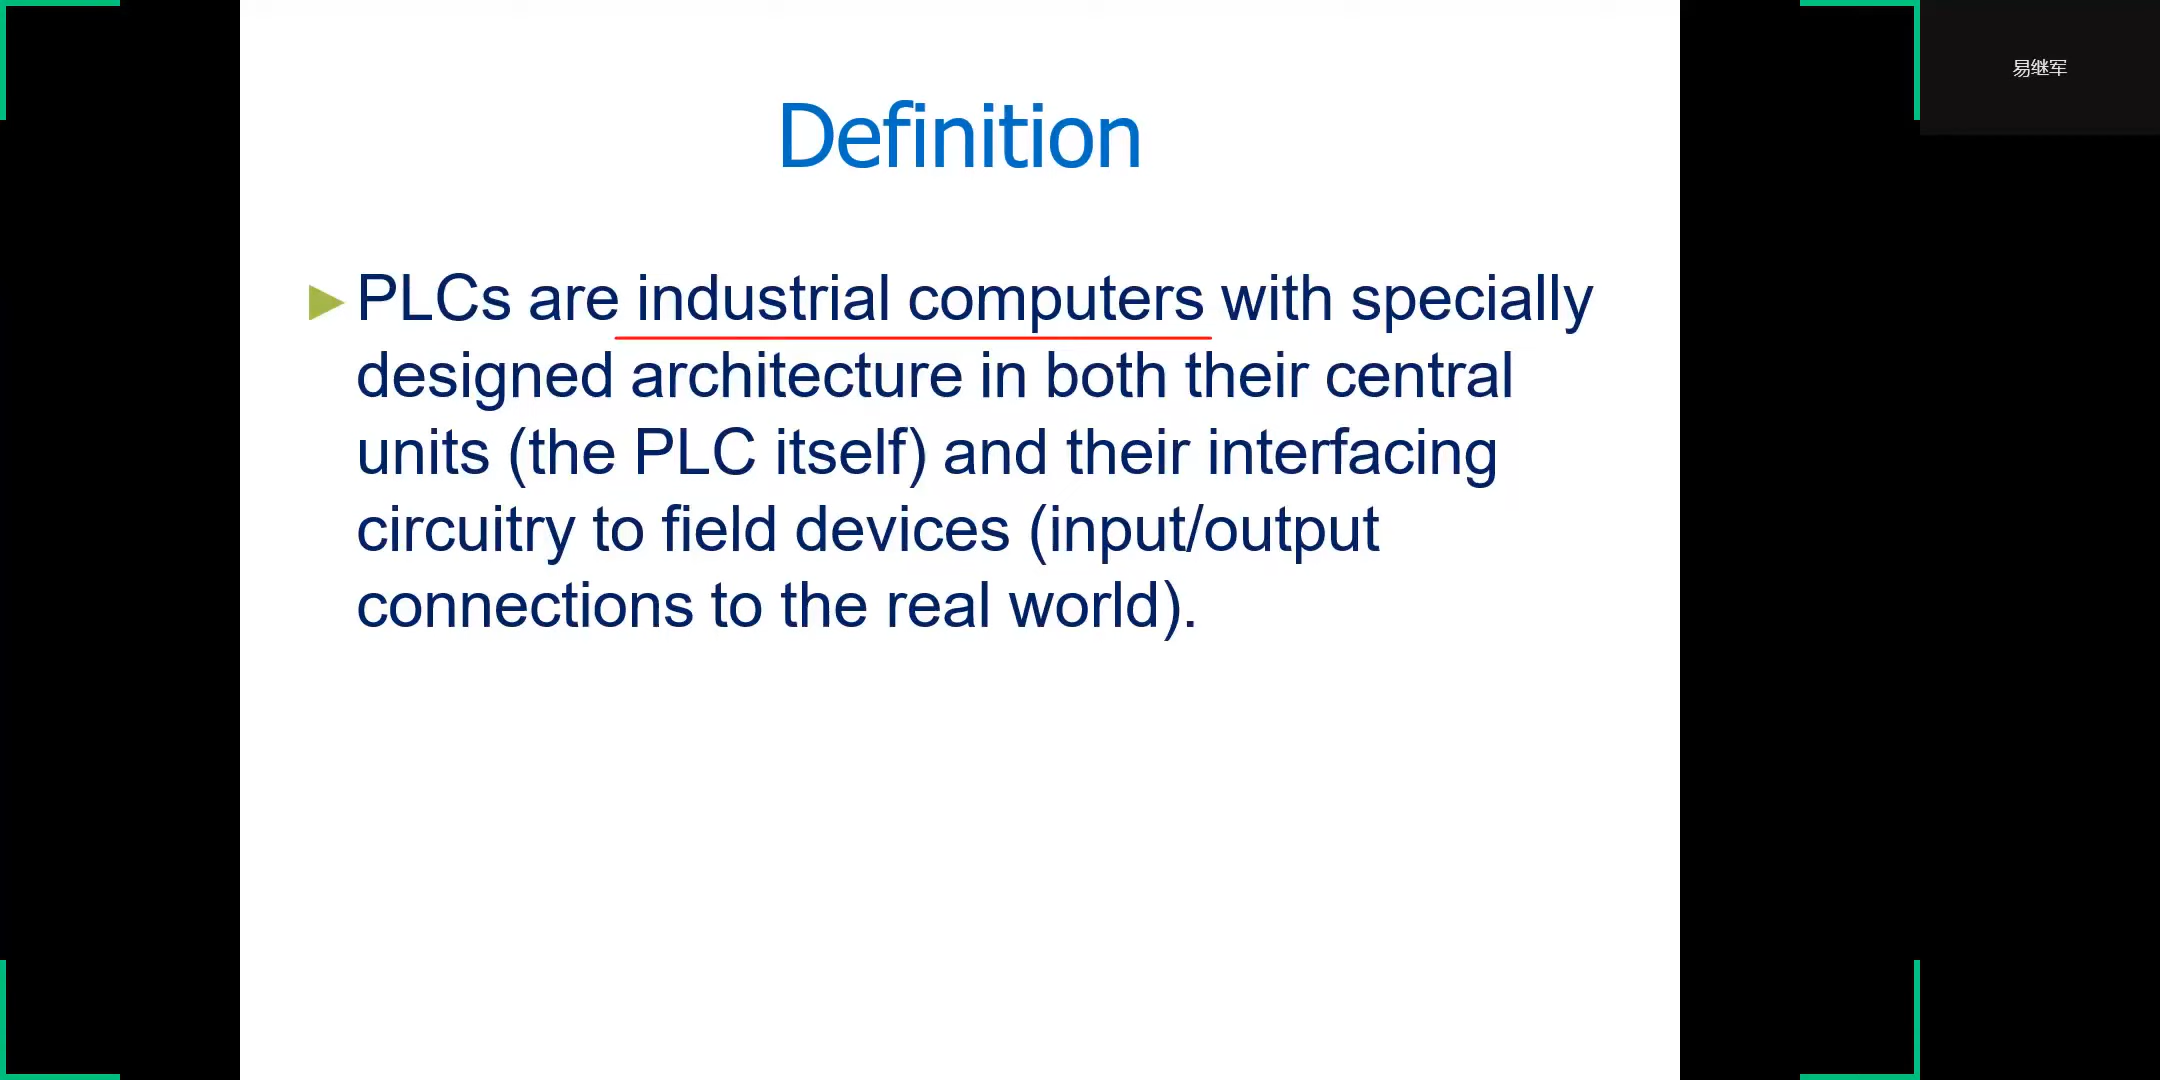 易继军
Definition
PLCs are industrial computers with specially
designed architecture in both their central
units (the PLC itself) and their interfacing
circuitry to field devices (input/output
connections to the real world).